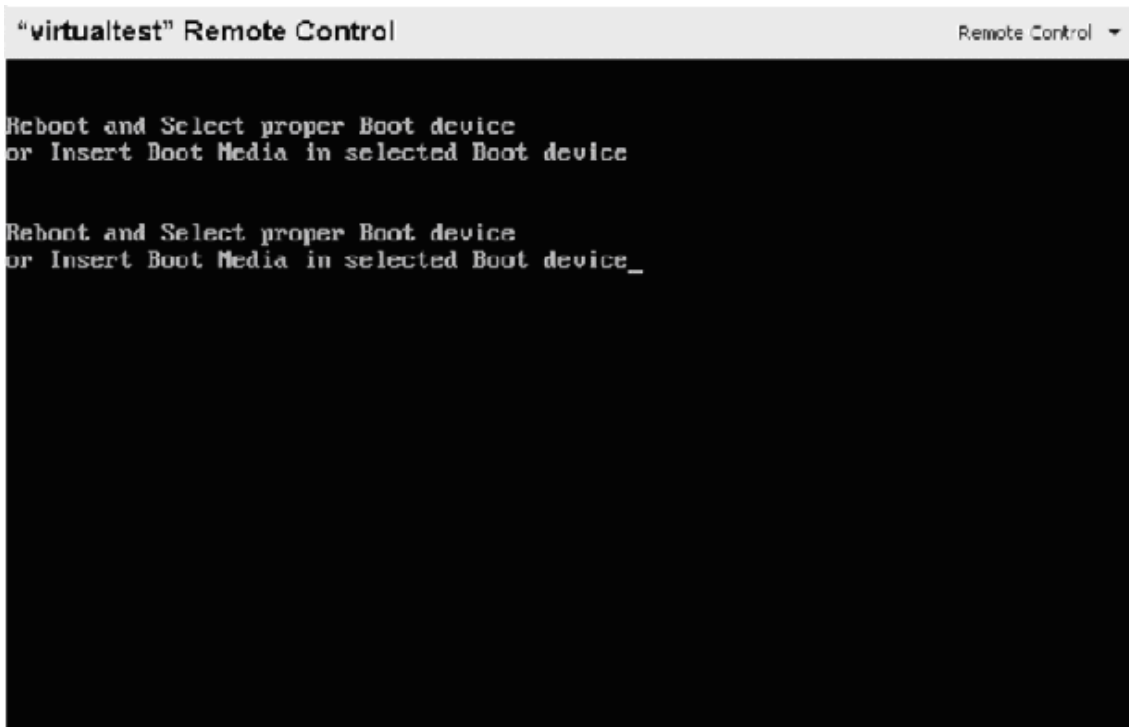 “virtualtest” Remote Control
Remote Control
Reboot and Select proper Boot device
or Insert Boot Media in selected Boot device
Reboot and Select proper Boot device
or Insert Boot Media in selected Boot device_